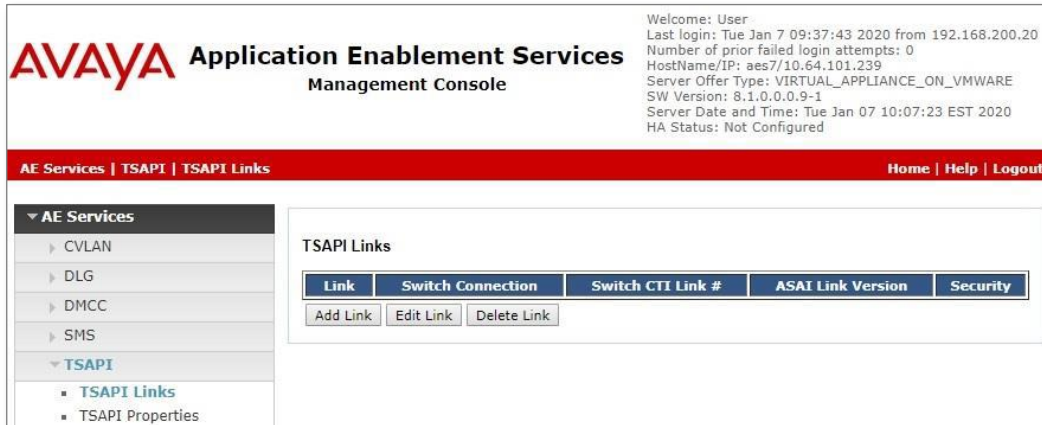 AVAYA
Application Enablement Services
Management Console
Welcome: User
Last login: Tue Jan 7 09:37:43 2020 from 192.168.200.20
Number of prior failed login attempts: 0
HostName/IP: aes7/10.64.101.239
Server Offer Type: VIRTUAL_APPLIANCE_ON_VMWARE
SW Version: 8.1.0.0.0.9-1
Server Date and Time: Tue Jan 07 10:07:23 EST 2020
HA Status: Not Configured
AE Services | TSAPI | TSAPI Links
Home | Help | Logout
AE Services
CVLAN
DLG
DMCC
SMS
TSAPI
TSAPI Links
TSAPI Properties
TSAPI Links
Link Switch Connection Switch CTI Link # ASAI Link Version Security
Add Link Edit Link Delete Link